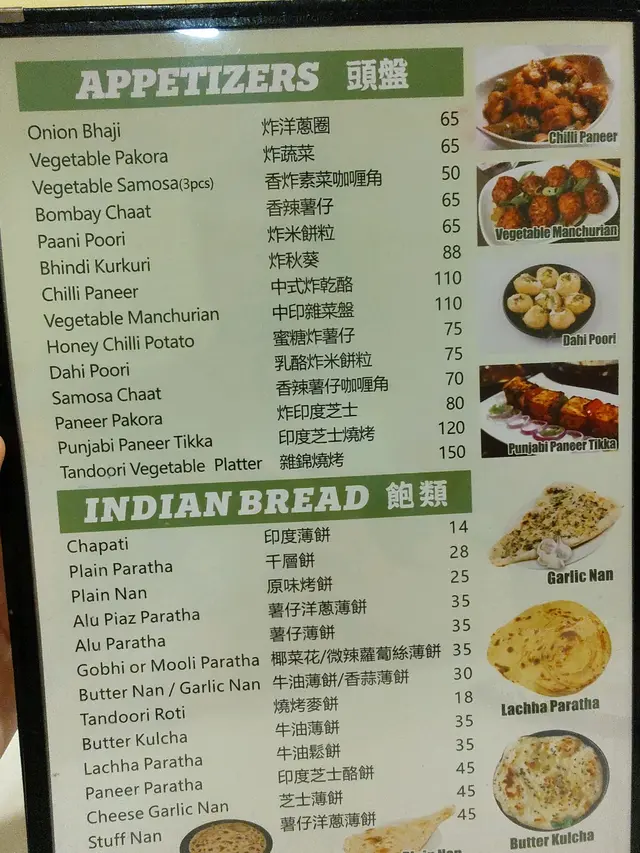 APPETIZERS 頭盤
Onion Bhaji 炸洋蔥圈 65
Vegetable Pakora 炸蔬菜 65
Vegetable Samosa(3pcs) 香炸素菜咖喱角 50
Bombay Chaat 香辣薯仔 65
Paani Poori 炸米餅粒 65
Bhindi Kurkuri 炸秋葵 88
Chilli Paneer 中式炸乾酪 110
Vegetable Manchurian 中印雜菜盤 110
Honey Chilli Potato 蜜糖炸薯仔 75
Dahi Poori 乳酪炸米餅粒 75
Samosa Chaat 香辣薯仔咖喱角 70
Paneer Pakora 炸印度芝士 80
Punjabi Paneer Tikka 印度芝士燒烤 120
Tandoori Vegetable Platter 雜錦燒烤 150
Chilli Paneer
Vegetable Manchurian
Dahi Poori
Punjabi Paneer Tikka
INDIAN BREAD 飽類
Chapati 印度薄餅 14
Plain Paratha 千層餅 28
Plain Nan 原味烤餅 25
Alu Piaz Paratha 薯仔洋蔥薄餅 35
Alu Paratha 薯仔薄餅 35
Gobhi or Mooli Paratha 椰菜花/微辣蘿蔔絲薄餅 35
Butter Nan / Garlic Nan 牛油薄餅/香蒜薄餅 30
Tandoori Roti 燒烤麥餅 18
Butter Kulcha 牛油薄餅 35
Lachha Paratha 牛油鬆餅 35
Paneer Paratha 印度芝士酪餅 45
Cheese Garlic Nan 芝士薄餅 45
Stuff Nan 薯仔洋蔥薄餅 45
Garlic Nan
Lachha Paratha
Butter Kulcha
Plain Nan